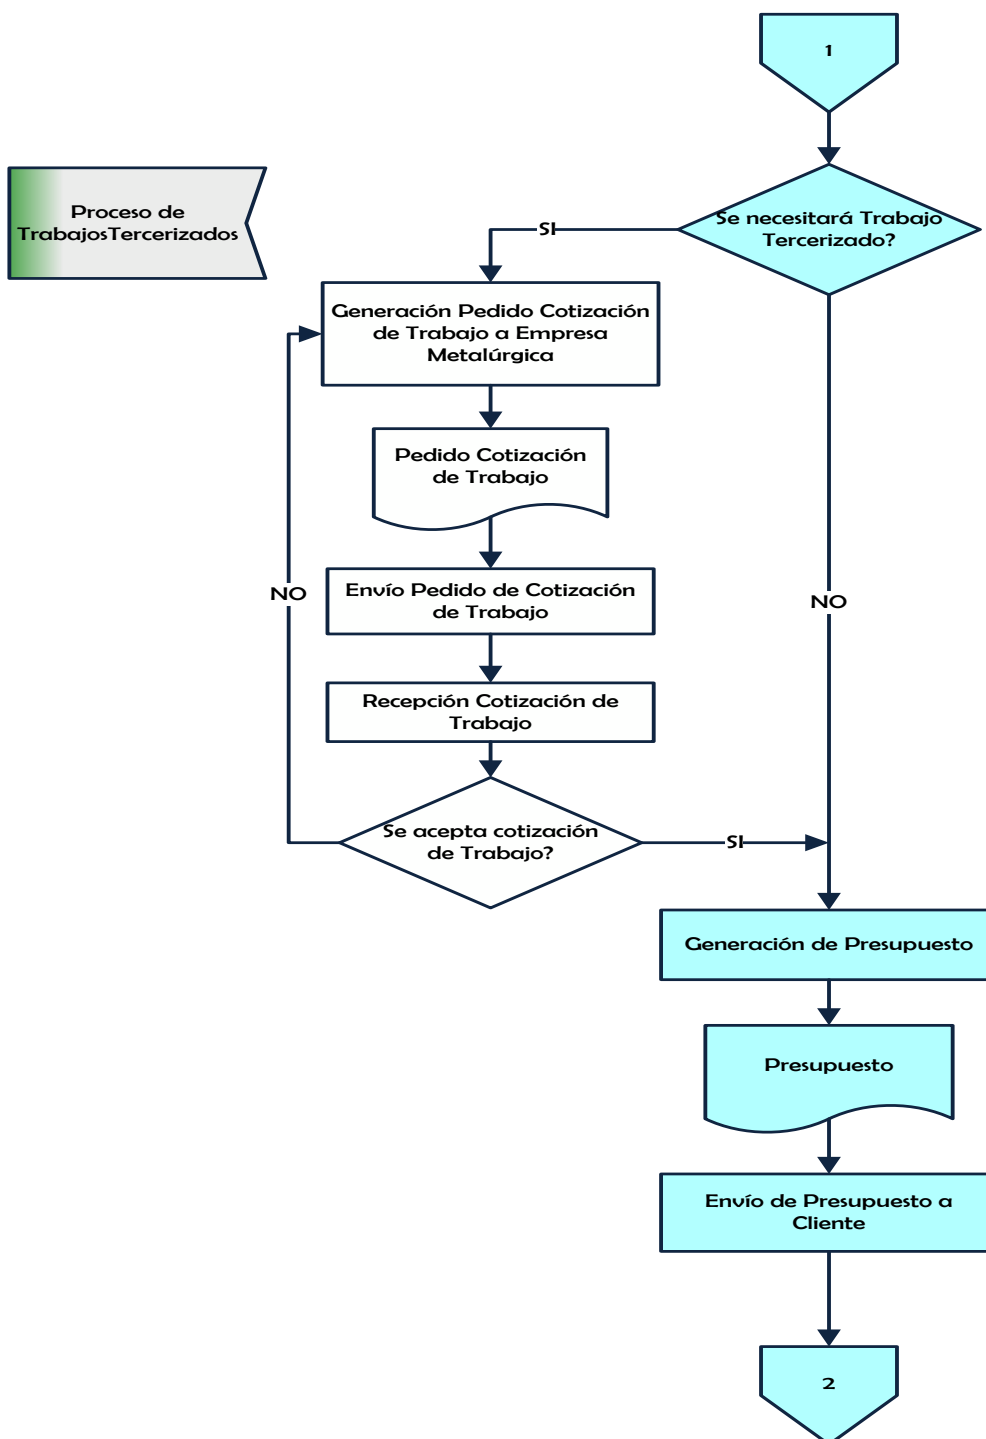 1
Proceso de
TrabajosTercerizados
Se necesitará Trabajo
Tercerizado?
SI
Generación Pedido Cotización
de Trabajo a Empresa
Metalúrgica
Pedido Cotización
de Trabajo
Envío Pedido de Cotización
de Trabajo
NO
NO
Recepción Cotización de
Trabajo
Se acepta cotización
de Trabajo?
SI
Generación de Presupuesto
Presupuesto
Envío de Presupuesto a
Cliente
2